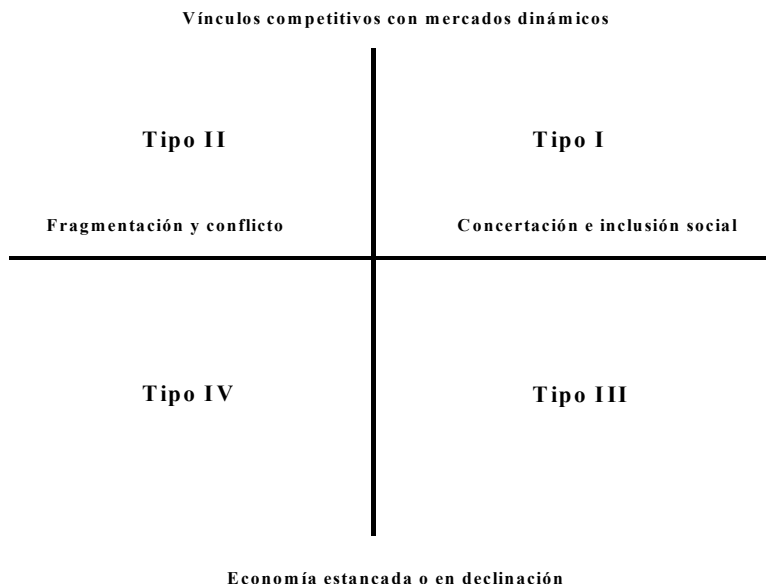 Vínculos competitivos con mercados dinámicos
Tipo II
Tipo I
Fragmentación y conflicto
Concertación e inclusión social
Tipo IV
Tipo III
Economía estancada o en declinación